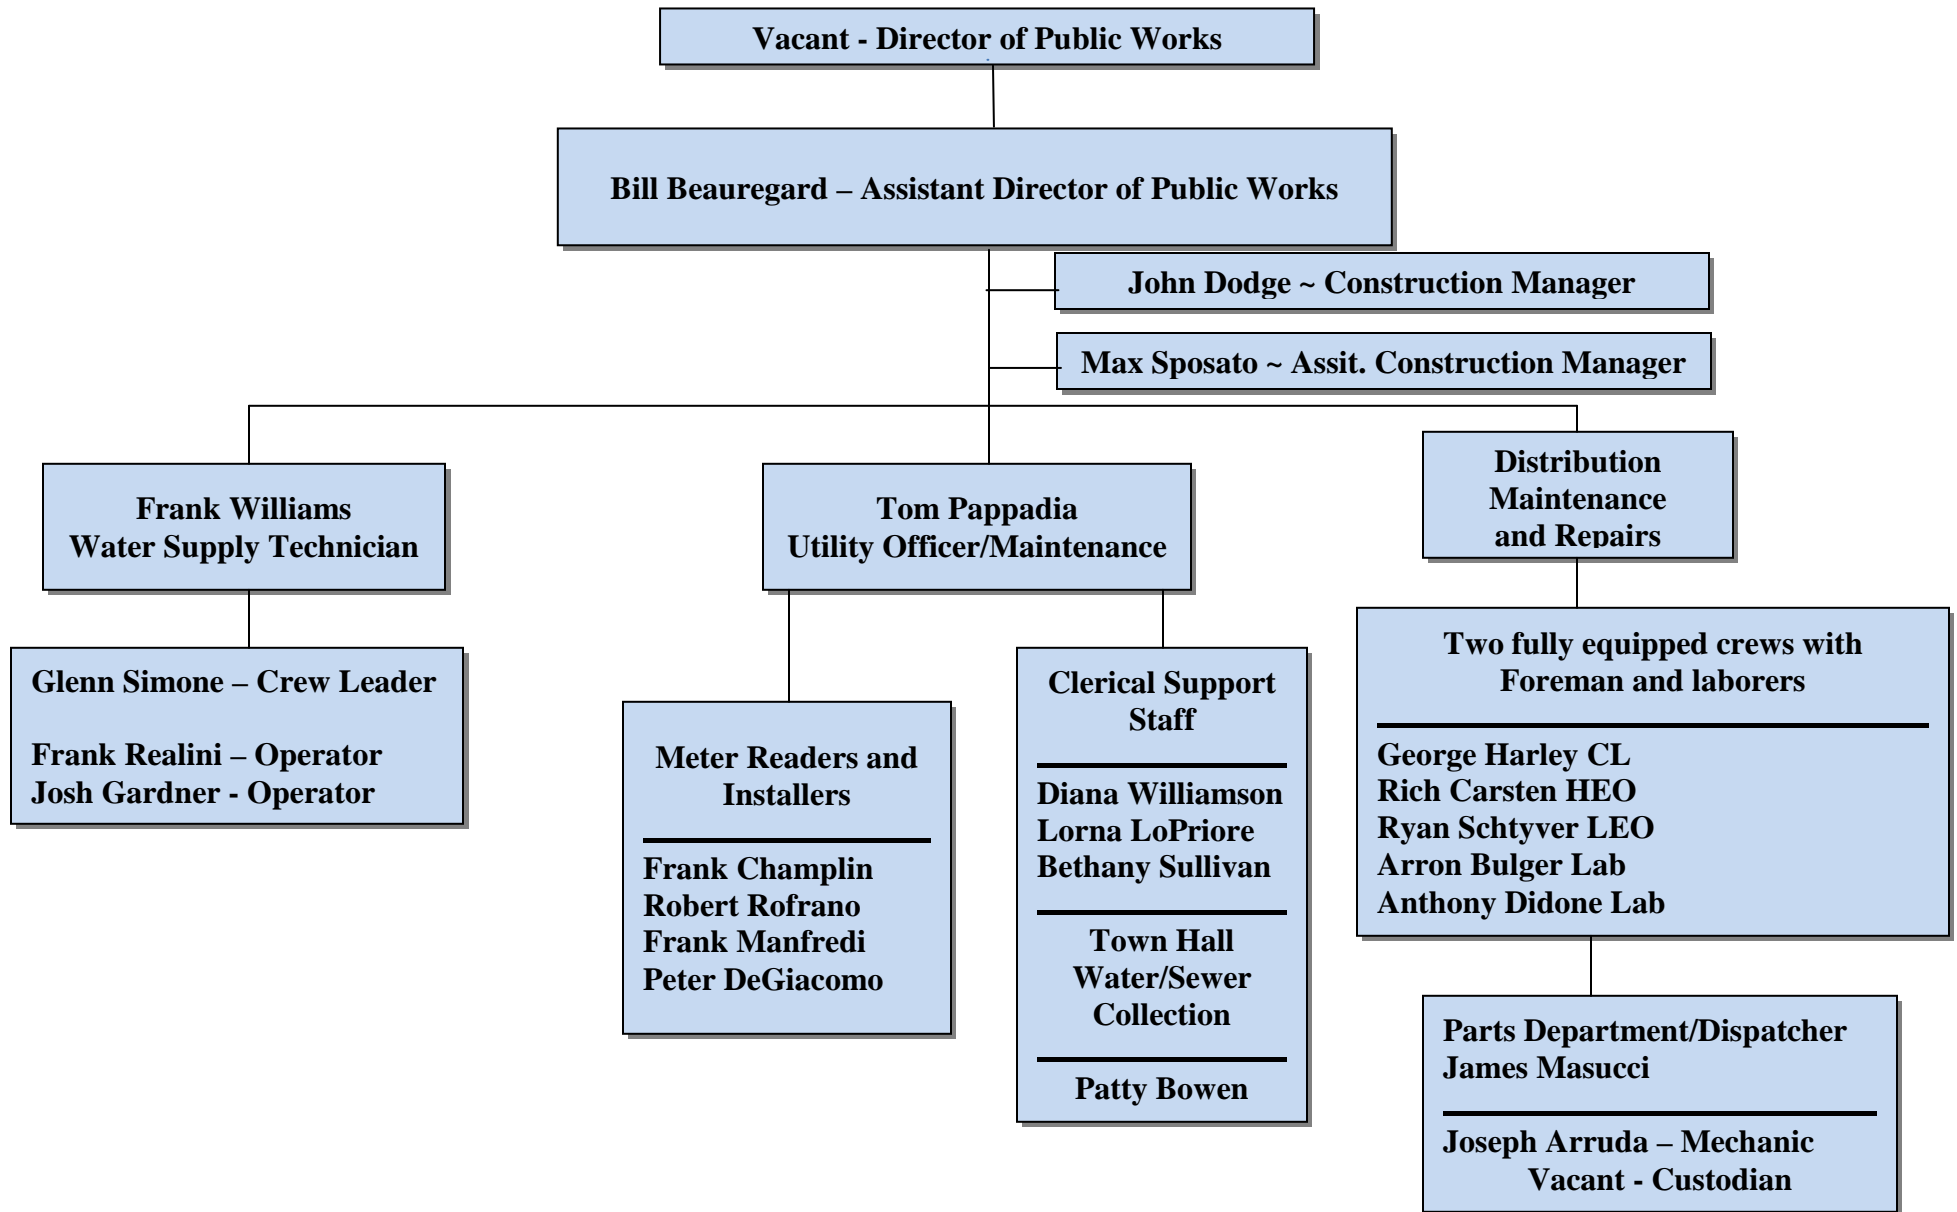 Vacant - Director of Public Works
Bill Beauregard – Assistant Director of Public Works
John Dodge ~ Construction Manager
Max Sposato ~ Assit. Construction Manager
Frank Williams
Water Supply Technician
Glenn Simone – Crew Leader
Frank Realini – Operator
Josh Gardner - Operator
Tom Pappadia
Utility Officer/Maintenance
Meter Readers and
Installers
Frank Champlin
Robert Rofrano
Frank Manfredi
Peter DeGiacomo
Clerical Support
Staff
Diana Williamson
Lorna LoPriore
Bethany Sullivan
Town Hall
Water/Sewer
Collection
Patty Bowen
Distribution
Maintenance
and Repairs
Two fully equipped crews with
Foreman and laborers
George Harley CL
Rich Carsten HEO
Ryan Schtyver LEO
Arron Bulger Lab
Anthony Didone Lab
Parts Department/Dispatcher
James Masucci
Joseph Arruda – Mechanic
Vacant - Custodian